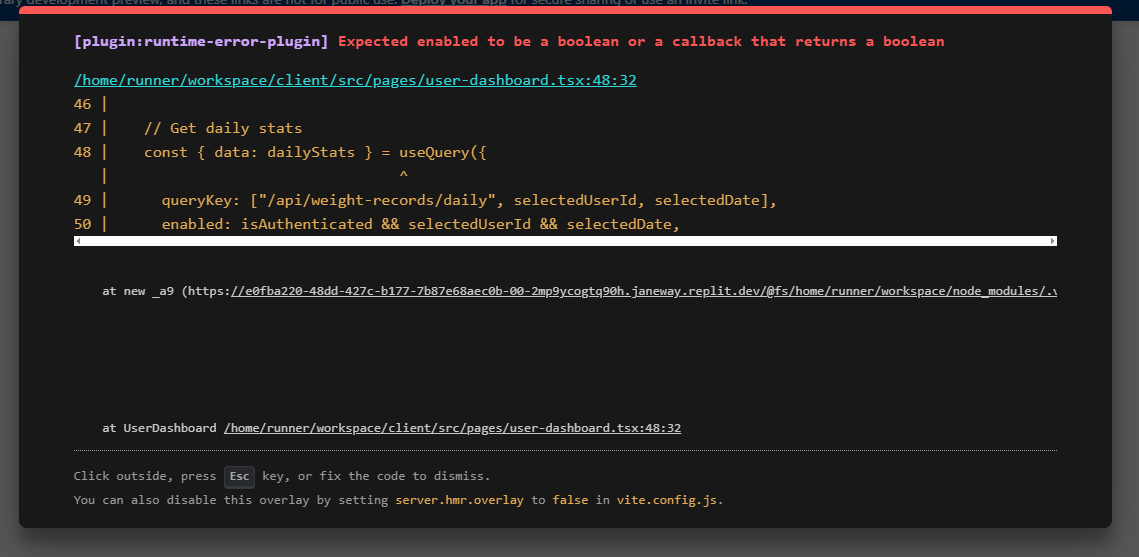 development preview, and these links are not for public use. Deploy your app for secure sharing or use an invite link.
[plugin:runtime-error-plugin] Expected enabled to be a boolean or a callback that returns a boolean
/home/runner/workspace/client/src/pages/user-dashboard.tsx:48:32
46 |
47 |    // Get daily stats
48 |    const { data: dailyStats } = useQuery({
   |                                 ^
49 |      queryKey: ["/api/weight-records/daily", selectedUserId, selectedDate],
50 |      enabled: isAuthenticated && selectedUserId && selectedDate,
at new _a9 (https://e0fba220-48dd-427c-b177-7b87e68aec0b-00-2mp9ycogtq90h.janeway.replit.dev/@fs/home/runner/workspace/node_modules/.v
at UserDashboard /home/runner/workspace/client/src/pages/user-dashboard.tsx:48:32
Click outside, press Esc key, or fix the code to dismiss.
You can also disable this overlay by setting server.hmr.overlay to false in vite.config.js.